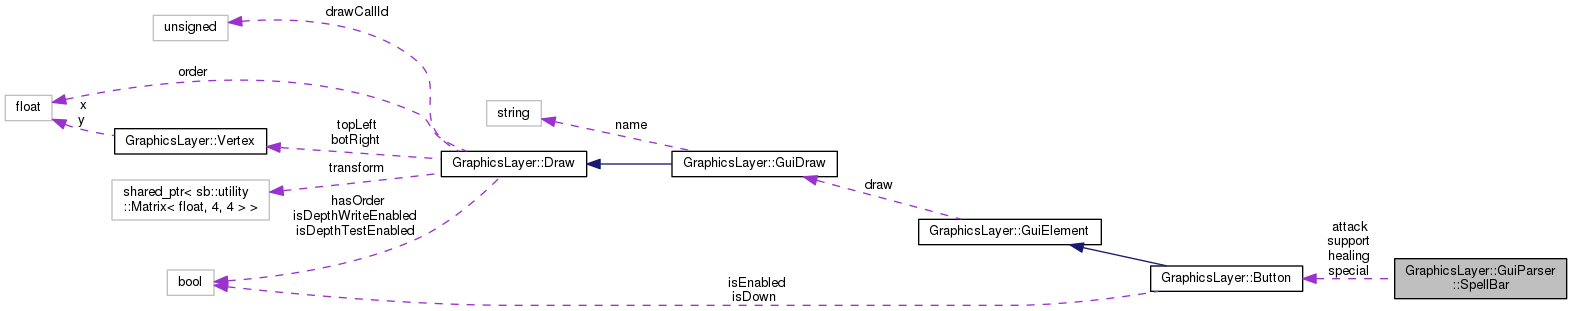 drawCallId
unsigned
order
float
x
y
string
name
topLeft
botRight
GraphicsLayer::Vertex
GraphicsLayer::Draw
GraphicsLayer::GuiDraw
transform
shared_ptr< sb::utility
::Matrix< float, 4, 4 > >
draw
hasOrder
isDepthWriteEnabled
isDepthTestEnabled
GraphicsLayer::GuiElement
attack
support
healing
special
bool
isEnabled
isDown
GraphicsLayer::Button
GraphicsLayer::GuiParser
::SpellBar